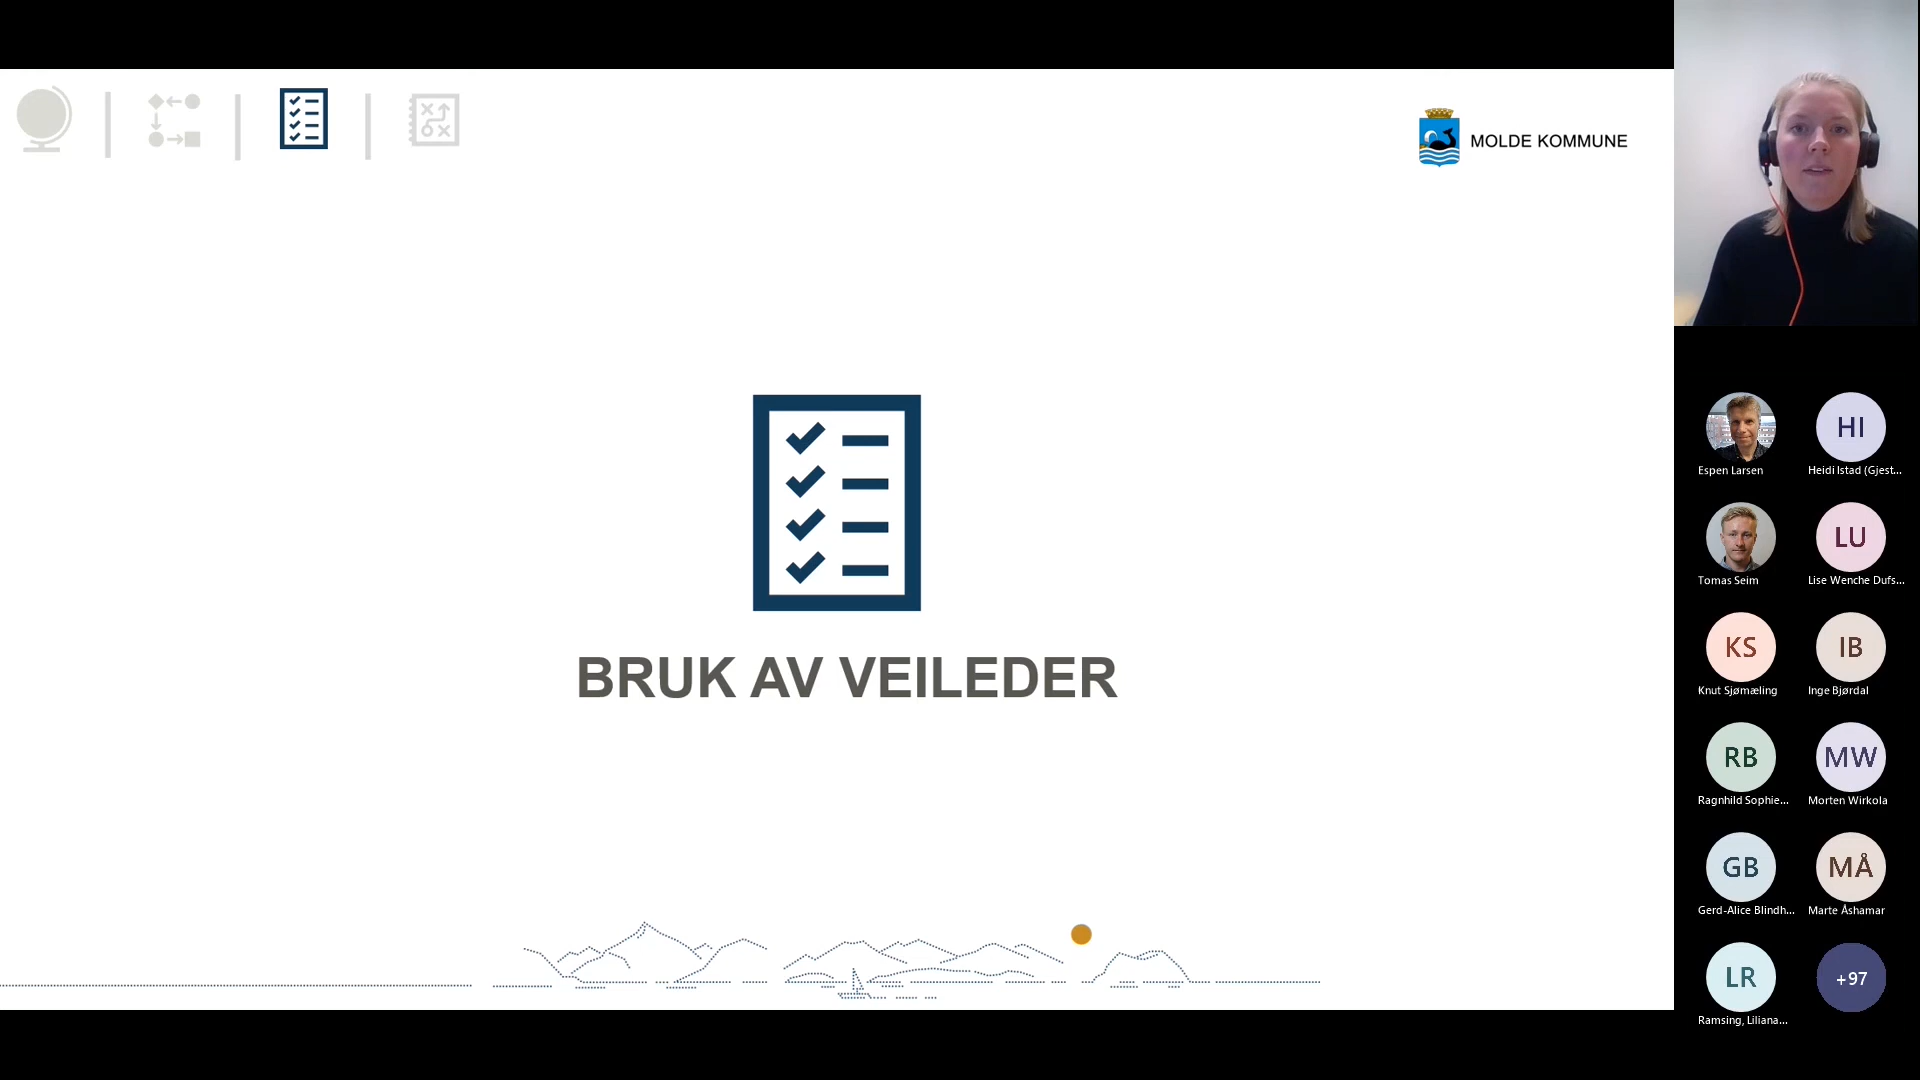 MOLDE KOMMUNE
BRUK AV VEILEDER
HI
Espen Larsen
Heidi Istad (Gjest...
LU
Tomas Seim
Lise Wenche Dufs...
KS
IB
Knut Sjømæling
Inge Bjørdal
RB
MW
Ragnhild Sophie...
Morten Wirkola
GB
MÅ
Gerd-Alice Blindh...
Marte Åshamar
LR
+97
Ramsing, Liliana...